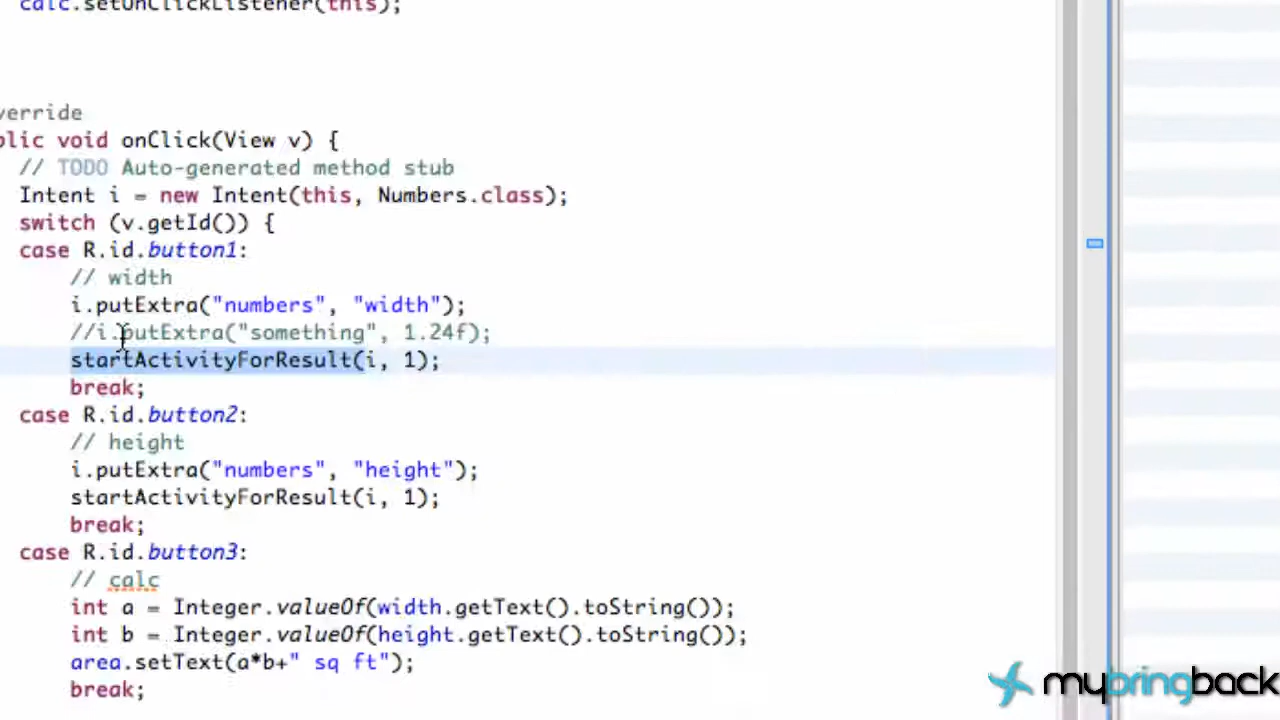 calc.setOnClickListener(this);
verride
blic void onClick(View v) {
// TODO Auto-generated method stub
Intent i = new Intent(this, Numbers.class);
switch (v.getId()) {
case R.id.button1:
// width
i.putExtra("numbers", "width");
//i.putExtra("something", 1.24f);
startActivityForResult(i, 1);
break;
case R.id.button2:
// height
i.putExtra("numbers", "height");
startActivityForResult(i, 1);
break;
case R.id.button3:
// calc
int a = Integer.valueOf(width.getText().toString());
int b = Integer.valueOf(height.getText().toString());
area.setText(a*b+" sq ft");
break;
mybringback